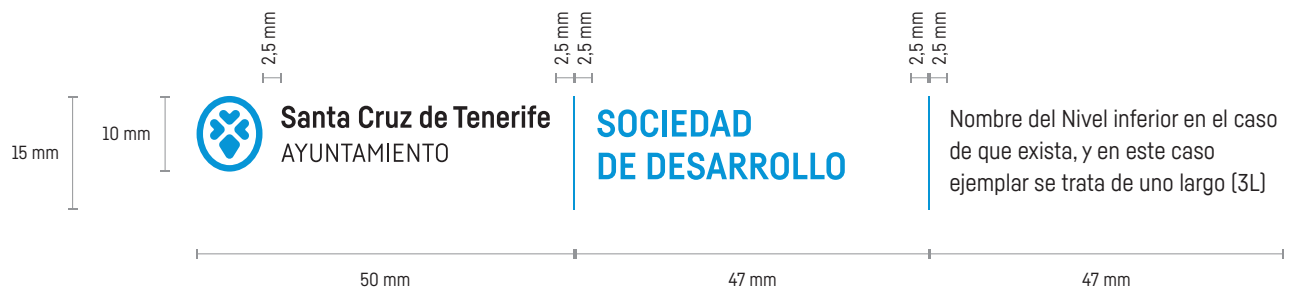 2,5 mm
2,5 mm
2,5 mm
2,5 mm
2,5 mm
15 mm
10 mm
Santa Cruz de Tenerife
AYUNTAMIENTO
SOCIEDAD
DE DESARROLLO
Nombre del Nivel inferior en el caso
de que exista, y en este caso
ejemplar se trata de uno largo (3L)
50 mm
47 mm
47 mm